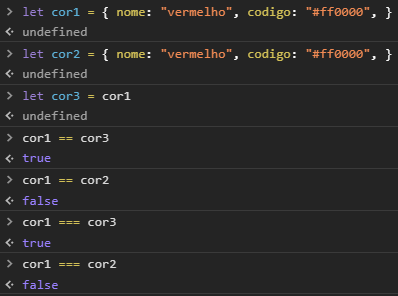 > let cor1 = { nome: "vermelho", codigo: "#ff0000", }
<· undefined
> let cor2 = { nome: "vermelho", codigo: "#ff0000", }
<· undefined
> let cor3 = cor1
<· undefined
> cor1 == cor3
<· true
> cor1 == cor2
<· false
> cor1 === cor3
<· true
> cor1 === cor2
<· false